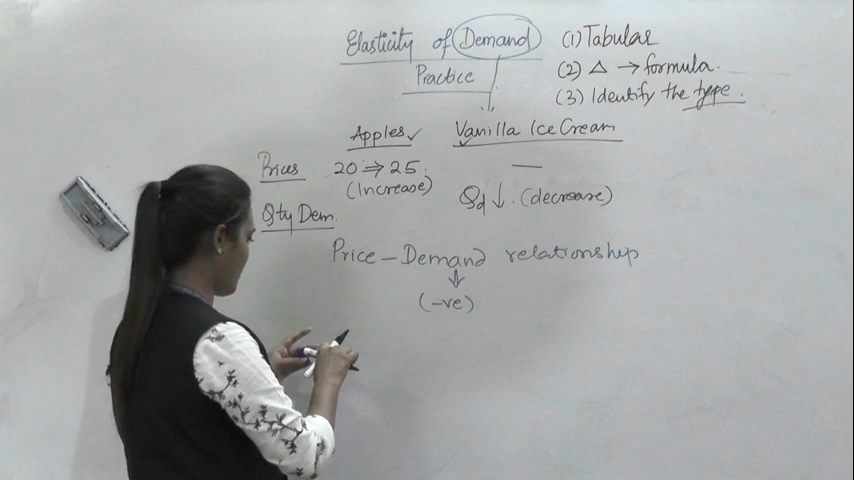 Elasticity of Demand
Practice
(1) Tabular
(2) Δ → formula.
(3) Identify the type.
Apples ✓ Vanilla Ice Cream
Prices 20 ⇒ 25. —
(Increase)
Qty Dem. Qd ↓. (decrease)
Price – Demand relationship
⇓
(-ve)